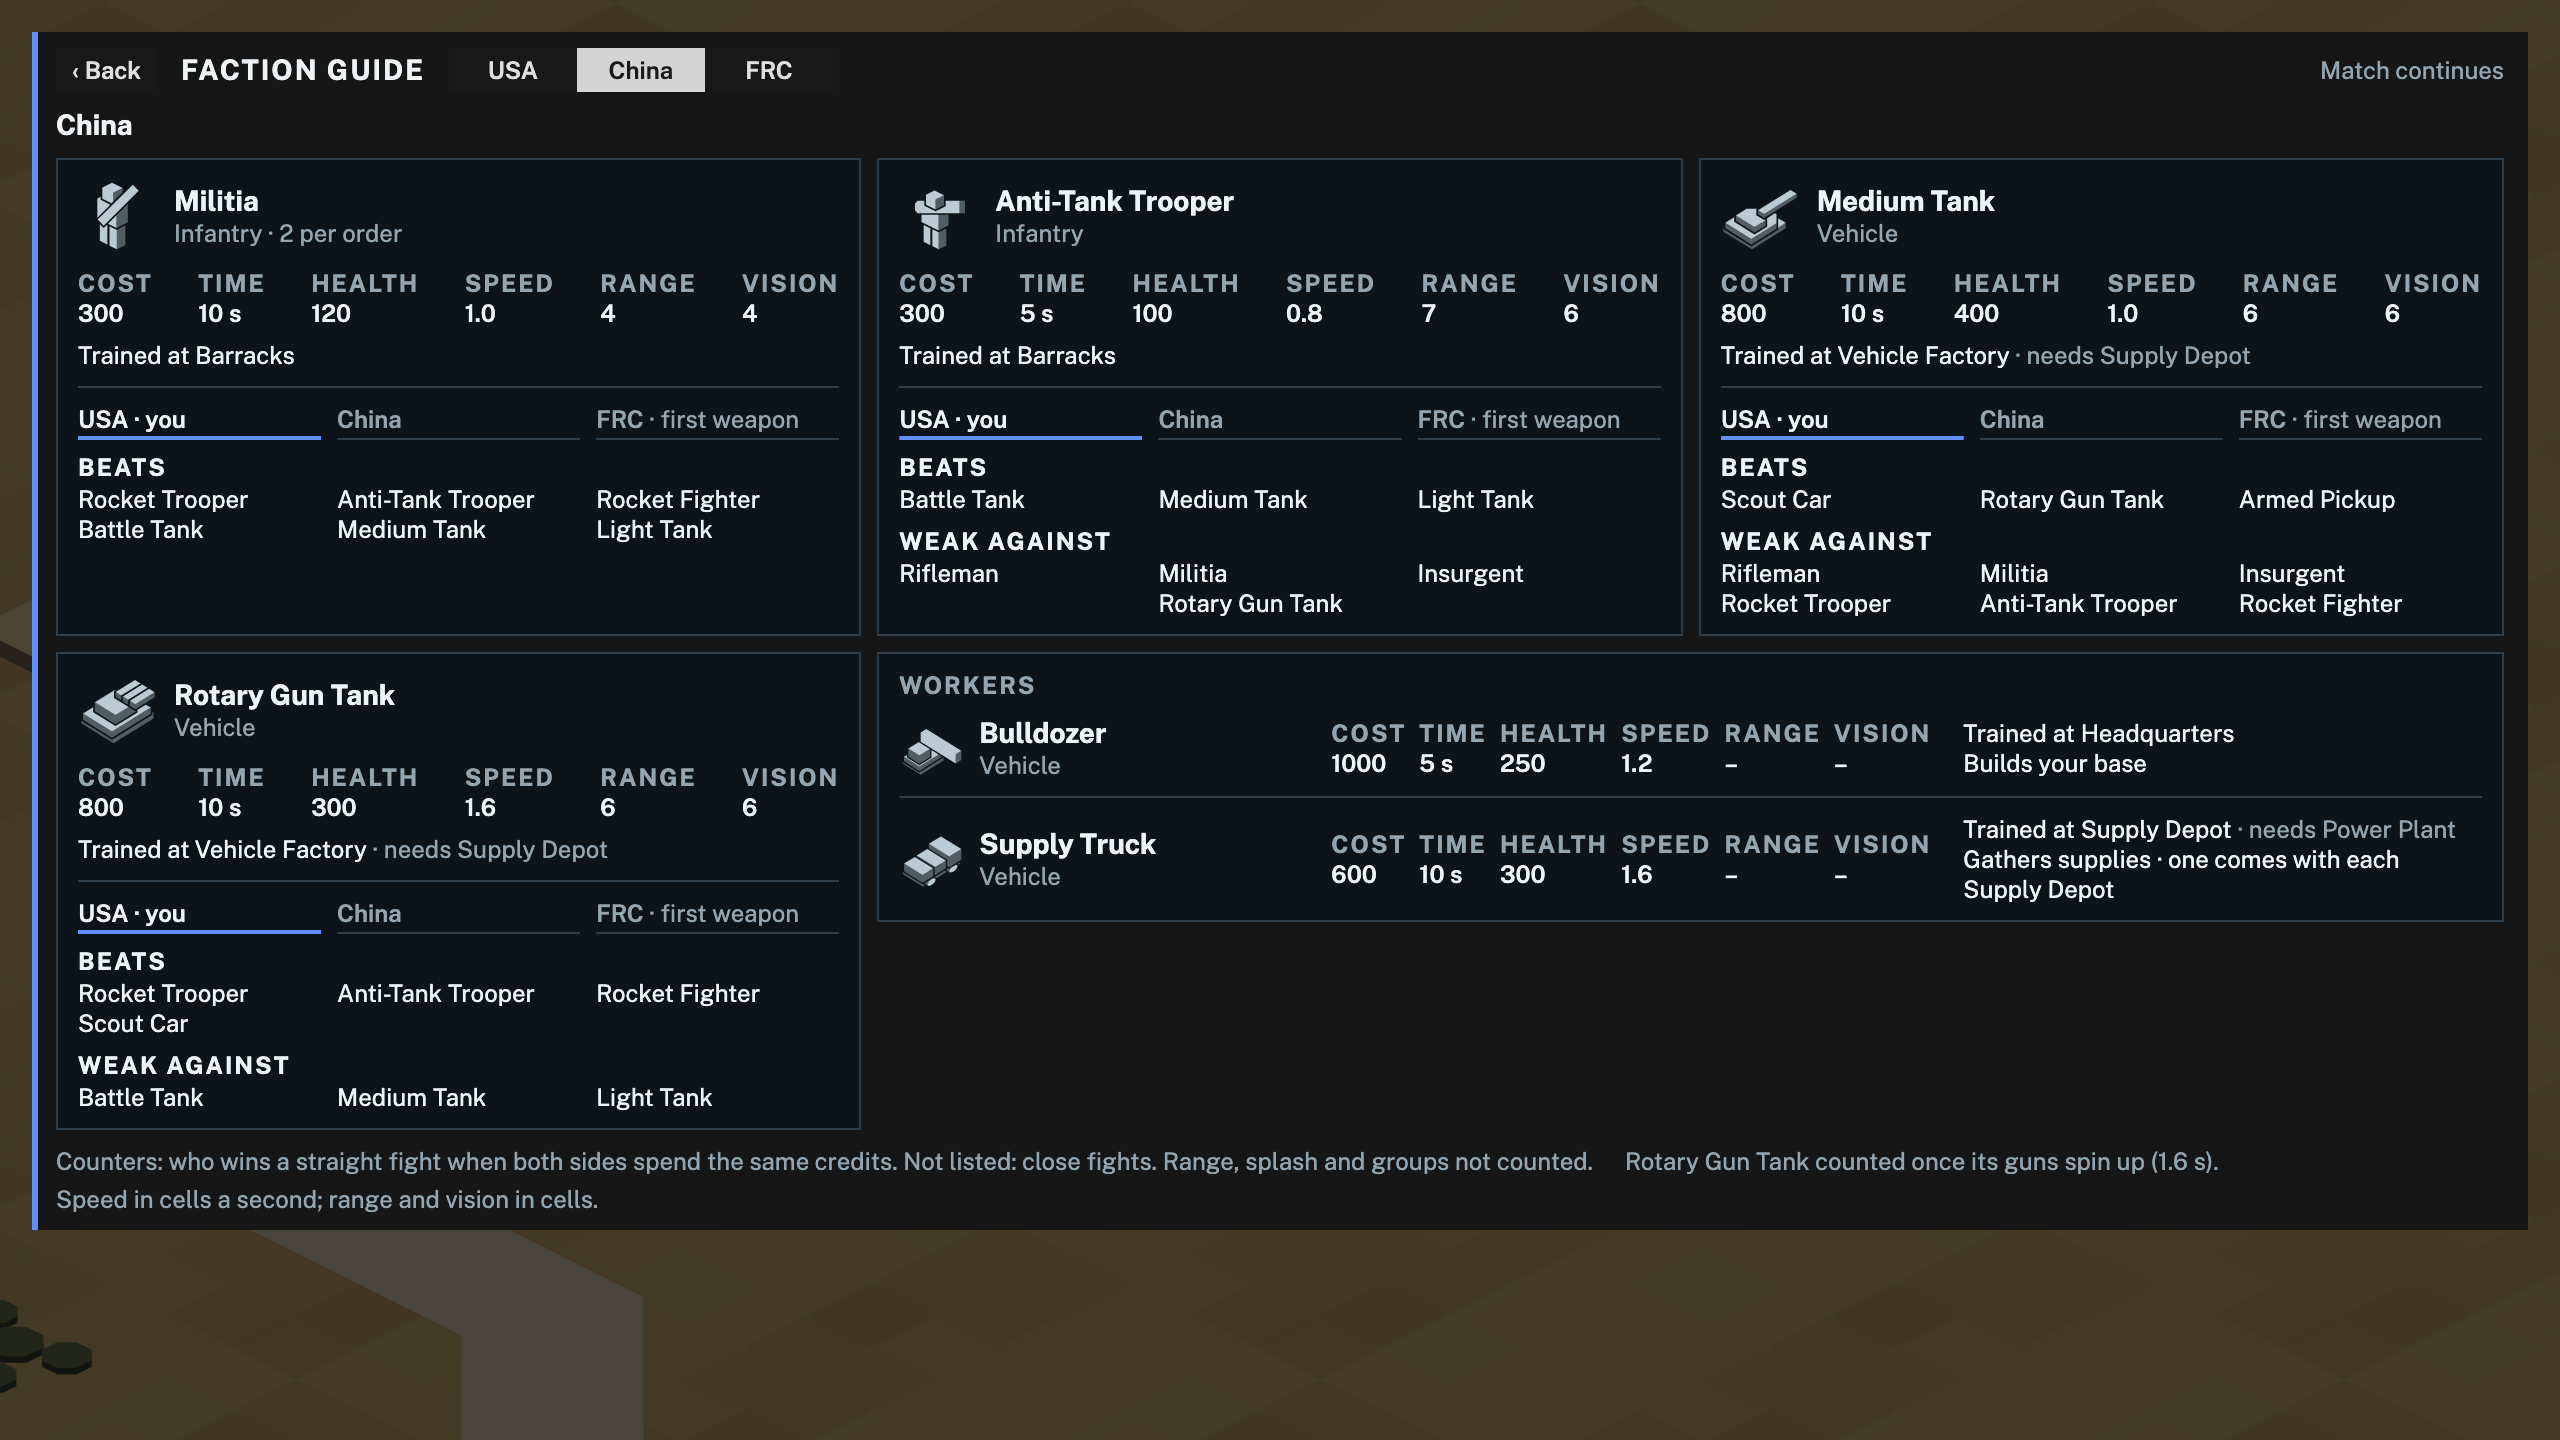 ‹ Back FACTION GUIDE USA China FRC Match continues
China
Militia
Infantry · 2 per order
COST TIME HEALTH SPEED RANGE VISION
300 10 s 120 1.0 4 4
Trained at Barracks
USA · you China FRC · first weapon
BEATS
Rocket Trooper Anti-Tank Trooper Rocket Fighter
Battle Tank Medium Tank Light Tank
Anti-Tank Trooper
Infantry
COST TIME HEALTH SPEED RANGE VISION
300 5 s 100 0.8 7 6
Trained at Barracks
USA · you China FRC · first weapon
BEATS
Battle Tank Medium Tank Light Tank
WEAK AGAINST
Rifleman Militia Insurgent
Rotary Gun Tank
Medium Tank
Vehicle
COST TIME HEALTH SPEED RANGE VISION
800 10 s 400 1.0 6 6
Trained at Vehicle Factory · needs Supply Depot
USA · you China FRC · first weapon
BEATS
Scout Car Rotary Gun Tank Armed Pickup
WEAK AGAINST
Rifleman Militia Insurgent
Rocket Trooper Anti-Tank Trooper Rocket Fighter
Rotary Gun Tank
Vehicle
COST TIME HEALTH SPEED RANGE VISION
800 10 s 300 1.6 6 6
Trained at Vehicle Factory · needs Supply Depot
USA · you China FRC · first weapon
BEATS
Rocket Trooper Anti-Tank Trooper Rocket Fighter
Scout Car
WEAK AGAINST
Battle Tank Medium Tank Light Tank
WORKERS
Bulldozer
Vehicle
COST TIME HEALTH SPEED RANGE VISION
1000 5 s 250 1.2 – –
Trained at Headquarters
Builds your base
Supply Truck
Vehicle
COST TIME HEALTH SPEED RANGE VISION
600 10 s 300 1.6 – –
Trained at Supply Depot · needs Power Plant
Gathers supplies · one comes with each
Supply Depot
Counters: who wins a straight fight when both sides spend the same credits. Not listed: close fights. Range, splash and groups not counted. Rotary Gun Tank counted once its guns spin up (1.6 s).
Speed in cells a second; range and vision in cells.